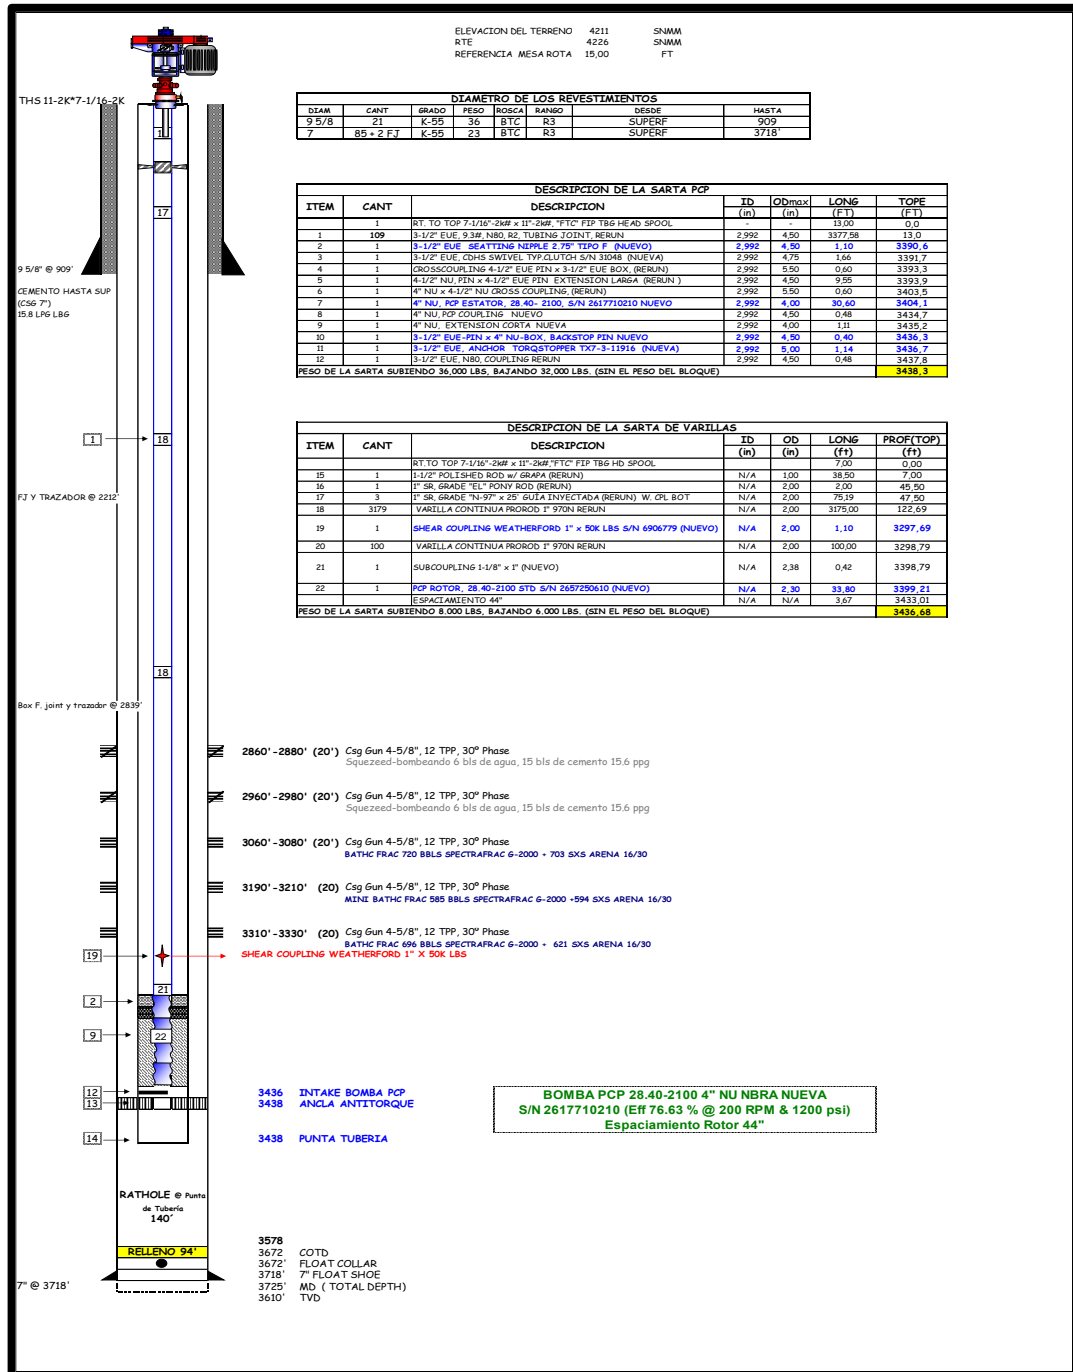 ELEVACION DEL TERRENO 4211 SNMM
RTE 4226 SNMM
REFERENCIA MESA ROTA 15,00 FT
THS 11-2K*7-1/16-2K
DIAMETRO DE LOS REVESTIMIENTOS
DIAM CANT GRADO PESO ROSCA RANGO DESDE HASTA
9 5/8 21 K-55 36 BTC R3 SUPERF 909
7 85 + 2 FJ K-55 23 BTC R3 SUPERF 3718'
DESCRIPCION DE LA SARTA PCP
ITEM CANT DESCRIPCION ID (in) ODmax (in) LONG (FT) TOPE (FT)
1 RT. TO TOP 7-1/16"-2k# x 11"-2k#, "FTC" FIP TBG HEAD SPOOL - - 13,00 0,0
1 109 3-1/2" EUE, 9.3#, N80, R2, TUBING JOINT, RERUN 2,992 4,50 3377,58 13,0
2 1 3-1/2" EUE SEATTING NIPPLE 2.75" TIPO F (NUEVO) 2,992 4,50 1,10 3390,6
3 1 3-1/2" EUE, CDHS SWIVEL TYP.CLUTCH S/N 31048 (NUEVA) 2,992 4,75 1,66 3391,7
4 1 CROSSCOUPLING 4-1/2" EUE PIN x 3-1/2" EUE BOX, (RERUN) 2,992 5,50 0,60 3393,3
5 1 4-1/2" NU, PIN x 4-1/2" EUE PIN EXTENSION LARGA (RERUN ) 2,992 4,50 9,55 3393,9
6 1 4" NU x 4-1/2" NU CROSS COUPLING, (RERUN) 2,992 5,50 0,60 3403,5
7 1 4" NU, PCP ESTATOR, 28.40- 2100, S/N 2617710210 NUEVO 2,992 4,00 30,60 3404,1
8 1 4" NU, PCP COUPLING NUEVO 2,992 4,50 0,48 3434,7
9 1 4" NU, EXTENSION CORTA NUEVA 2,992 4,00 1,11 3435,2
10 1 3-1/2" EUE-PIN x 4" NU-BOX, BACKSTOP PIN NUEVO 2,992 4,50 0,40 3436,3
11 1 3-1/2" EUE, ANCHOR TORQSTOPPER TX7-3-11916 (NUEVA) 2,992 5,00 1,14 3436,7
12 1 3-1/2" EUE, N80, COUPLING RERUN 2,992 4,50 0,48 3437,8
PESO DE LA SARTA SUBIENDO 36,000 LBS, BAJANDO 32,000 LBS. (SIN EL PESO DEL BLOQUE) 3438,3
17
9 5/8" @ 909'
CEMENTO HASTA SUP
(CSG 7")
15.8 LPG LBG
DESCRIPCION DE LA SARTA DE VARILLAS
ITEM CANT DESCRIPCION ID (in) OD (in) LONG (ft) PROF(TOP) (ft)
RT.TO TOP 7-1/16"-2k# x 11"-2k#,"FTC" FIP TBG HD SPOOL 7,00 0,00
15 1 1-1/2" POLISHED ROD w/ GRAPA (RERUN) N/A 1,00 38,50 7,00
16 1 1" SR, GRADE "EL" PONY ROD (RERUN) N/A 2,00 2,00 45,50
17 3 1" SR, GRADE "N-97" x 25' GUÍA INYECTADA (RERUN) W. CPL BOT N/A 2,00 75,19 47,50
18 3179 VARILLA CONTINUA PROROD 1" 970N RERUN N/A 2,00 3175,00 122,69
19 1 SHEAR COUPLING WEATHERFORD 1" x 50K LBS S/N 6906779 (NUEVO) N/A 2,00 1,10 3297,69
20 100 VARILLA CONTINUA PROROD 1" 970N RERUN N/A 2,00 100,00 3298,79
21 1 SUBCOUPLING 1-1/8" x 1" (NUEVO) N/A 2,38 0,42 3398,79
22 1 PCP ROTOR, 28.40-2100 STD S/N 2657250610 (NUEVO) N/A 2,30 33,80 3399,21
ESPACIAMIENTO 44" N/A N/A 3,67 3433,01
PESO DE LA SARTA SUBIENDO 8.000 LBS, BAJANDO 6.000 LBS. (SIN EL PESO DEL BLOQUE) 3436,68
1 18
FJ Y TRAZADOR @ 2212'
18
Box F. joint y trazador @ 2839'
2860'-2880' (20') Csg Gun 4-5/8", 12 TPP, 30º Phase
Squezeed-bombeando 6 bls de agua, 15 bls de cemento 15.6 ppg
2960'-2980' (20') Csg Gun 4-5/8", 12 TPP, 30º Phase
Squezeed-bombeando 6 bls de agua, 15 bls de cemento 15,6 ppg
3060'-3080' (20') Csg Gun 4-5/8", 12 TPP, 30º Phase
BATHC FRAC 720 BBLS SPECTRAFRAC G-2000 + 703 SXS ARENA 16/30
3190'-3210' (20) Csg Gun 4-5/8", 12 TPP, 30º Phase
MINI BATHC FRAC 585 BBLS SPECTRAFRAC G-2000 +594 SXS ARENA 16/30
3310'-3330' (20) Csg Gun 4-5/8", 12 TPP, 30º Phase
BATHC FRAC 696 BBLS SPECTRAFRAC G-2000 + 621 SXS ARENA 16/30
19 SHEAR COUPLING WEATHERFORD 1" X 50K LBS
21
2
9 22
12 3436 INTAKE BOMBA PCP
13 3438 ANCLA ANTITORQUE
14 3438 PUNTA TUBERIA
BOMBA PCP 28.40-2100 4" NU NBRA NUEVA
S/N 2617710210 (Eff 76.63 % @ 200 RPM & 1200 psi)
Espaciamiento Rotor 44"
RATHOLE @ Punta
de Tubería
140´
3578
RELLENO 94'
3672 COTD
3672' FLOAT COLLAR
3718' 7" FLOAT SHOE
3725' MD ( TOTAL DEPTH)
3610' TVD
7" @ 3718'